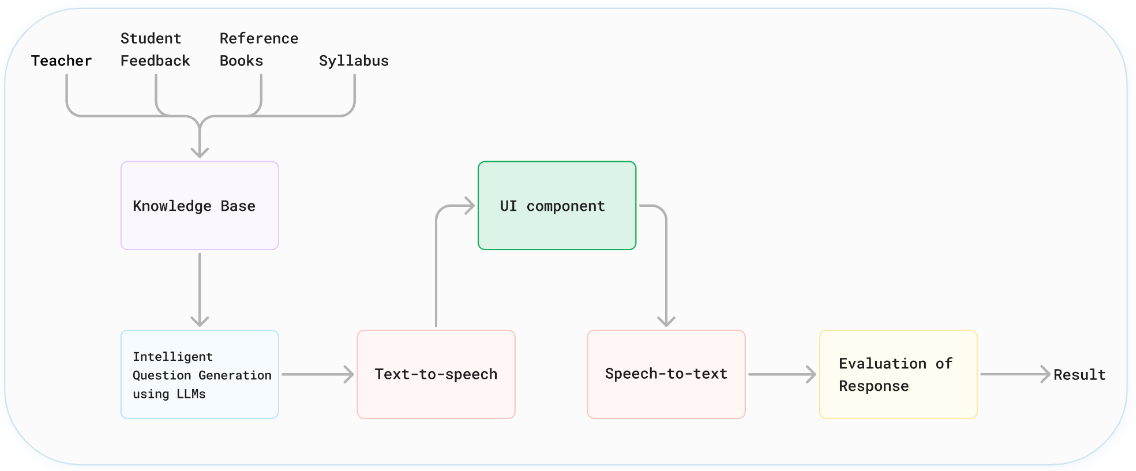 Teacher
Student
Feedback
Reference
Books
Syllabus
Knowledge Base
UI component
Intelligent
Question Generation
using LLMs
Text-to-speech
Speech-to-text
Evaluation of
Response
Result